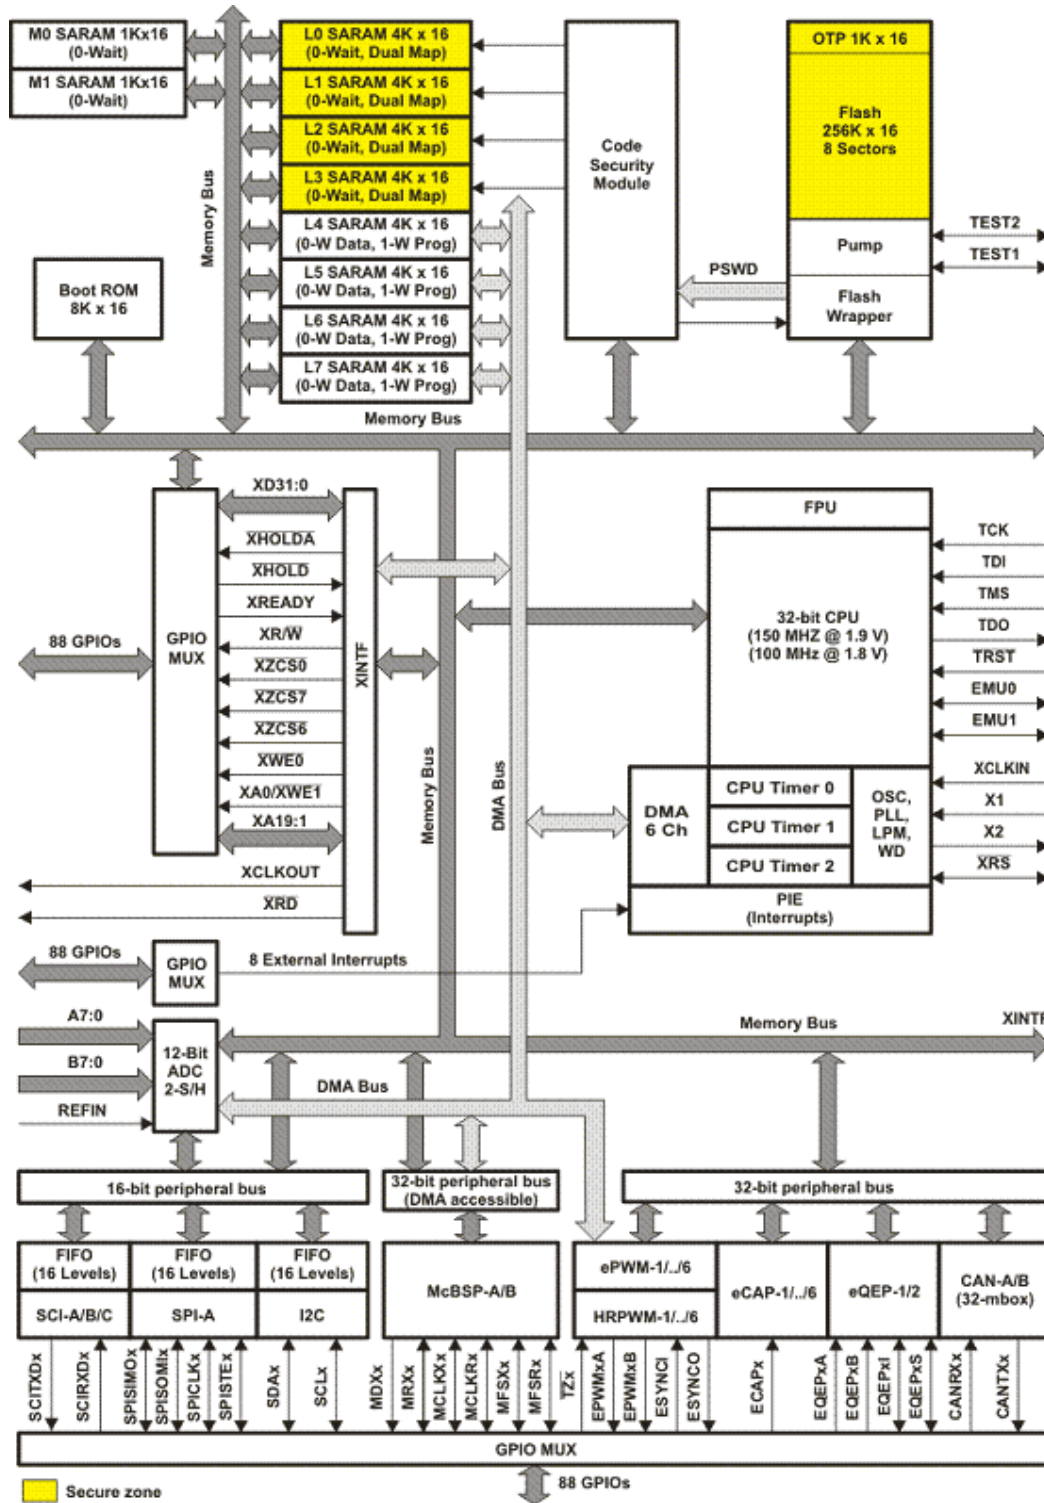 M0 SARAM 1Kx16
(0-Wait)
M1 SARAM 1Kx16
(0-Wait)
L0 SARAM 4K x 16
(0-Wait, Dual Map)
L1 SARAM 4K x 16
(0-Wait, Dual Map)
L2 SARAM 4K x 16
(0-Wait, Dual Map)
L3 SARAM 4K x 16
(0-Wait, Dual Map)
L4 SARAM 4K x 16
(0-W Data, 1-W Prog)
L5 SARAM 4K x 16
(0-W Data, 1-W Prog)
L6 SARAM 4K x 16
(0-W Data, 1-W Prog)
L7 SARAM 4K x 16
(0-W Data, 1-W Prog)
Memory Bus
Code
Security
Module
OTP 1K x 16
Flash
256K x 16
8 Sectors
Pump
Flash
Wrapper
TEST2
TEST1
PSWD
Boot ROM
8K x 16
Memory Bus
XD31:0
XHOLDA
XHOLD
XREADY
XR/W
XZCS0
XZCS7
XZCS6
XWE0
XA0/XWE1
XA19:1
XCLKOUT
XRD
88 GPIOs
GPIO
MUX
XINTF
Memory Bus
DMA Bus
FPU
32-bit CPU
(150 MHZ @ 1.9 V)
(100 MHz @ 1.8 V)
TCK
TDI
TMS
TDO
TRST
EMU0
EMU1
XCLKIN
X1
X2
XRS
DMA
6 Ch
CPU Timer 0
CPU Timer 1
CPU Timer 2
OSC,
PLL,
LPM,
WD
PIE
(Interrupts)
88 GPIOs
GPIO
MUX
8 External Interrupts
A7:0
B7:0
REFIN
12-Bit
ADC
2-S/H
Memory Bus
XINTF
DMA Bus
16-bit peripheral bus
32-bit peripheral bus
(DMA accessible)
32-bit peripheral bus
FIFO
(16 Levels)
FIFO
(16 Levels)
FIFO
(16 Levels)
SCI-A/B/C
SPI-A
I2C
McBSP-A/B
ePWM-1/../6
HRPWM-1/../6
eCAP-1/../6
eQEP-1/2
CAN-A/B
(32-mbox)
SCITXDx
SCIRXDx
SPISIMOx
SPISOMIx
SPICLKx
SPISTEx
SDAx
SCLx
MDXx
MRXx
MCLKXx
MCLKRx
MFSXx
MFSRx
TZx
EPWMxA
EPWMxB
ESYNCI
ESYNCO
ECAPx
EQEPxA
EQEPxB
EQEPxI
EQEPxS
CANRXx
CANTXx
GPIO MUX
88 GPIOs
Secure zone